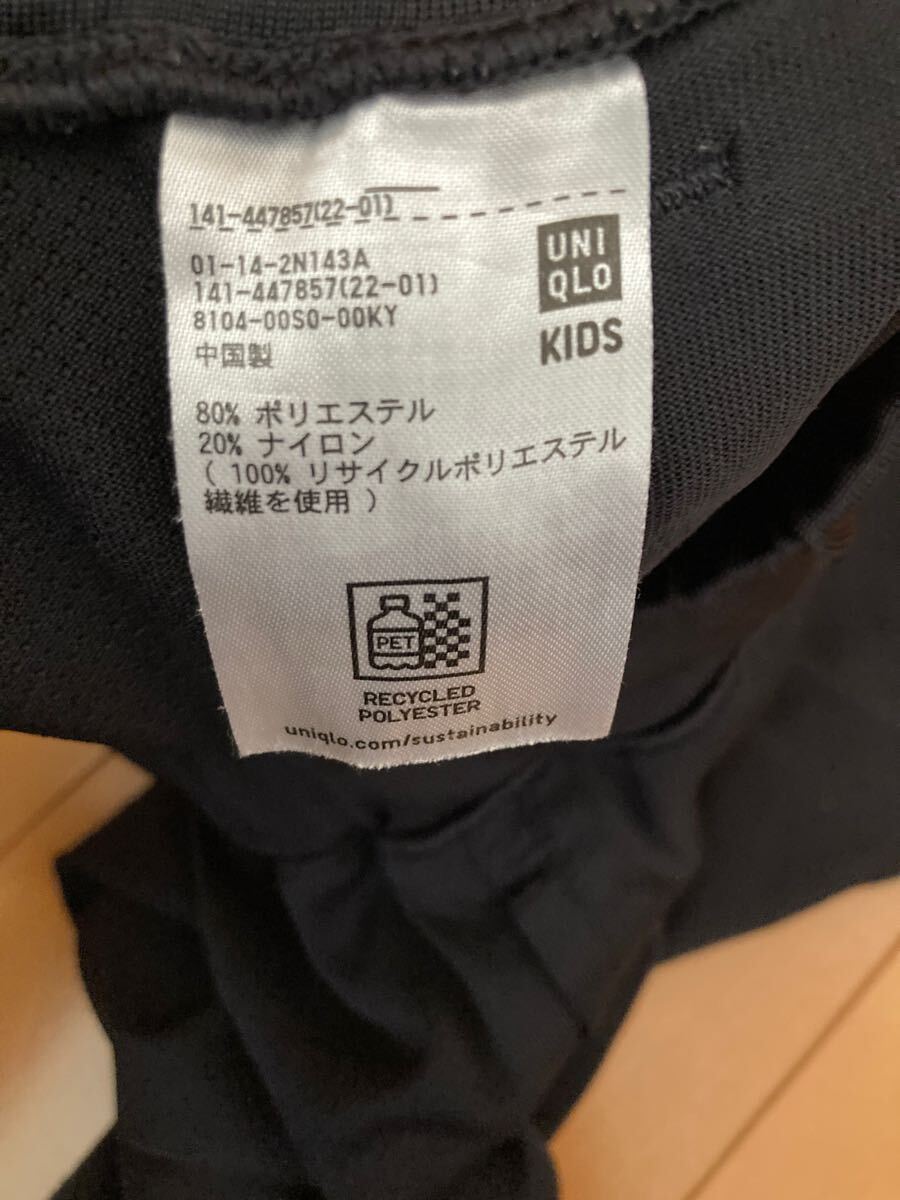 141-447857(22-01)
UNI
QLO
KIDS
01-14-2N143A
141-447857(22-01)
8104-00S0-00KY
中国製
80% ポリエステル
20% ナイロン
( 100% リサイクルポリエステル
繊維を使用 )
PET
RECYCLED
POLYESTER
uniqlo.com/sustainability